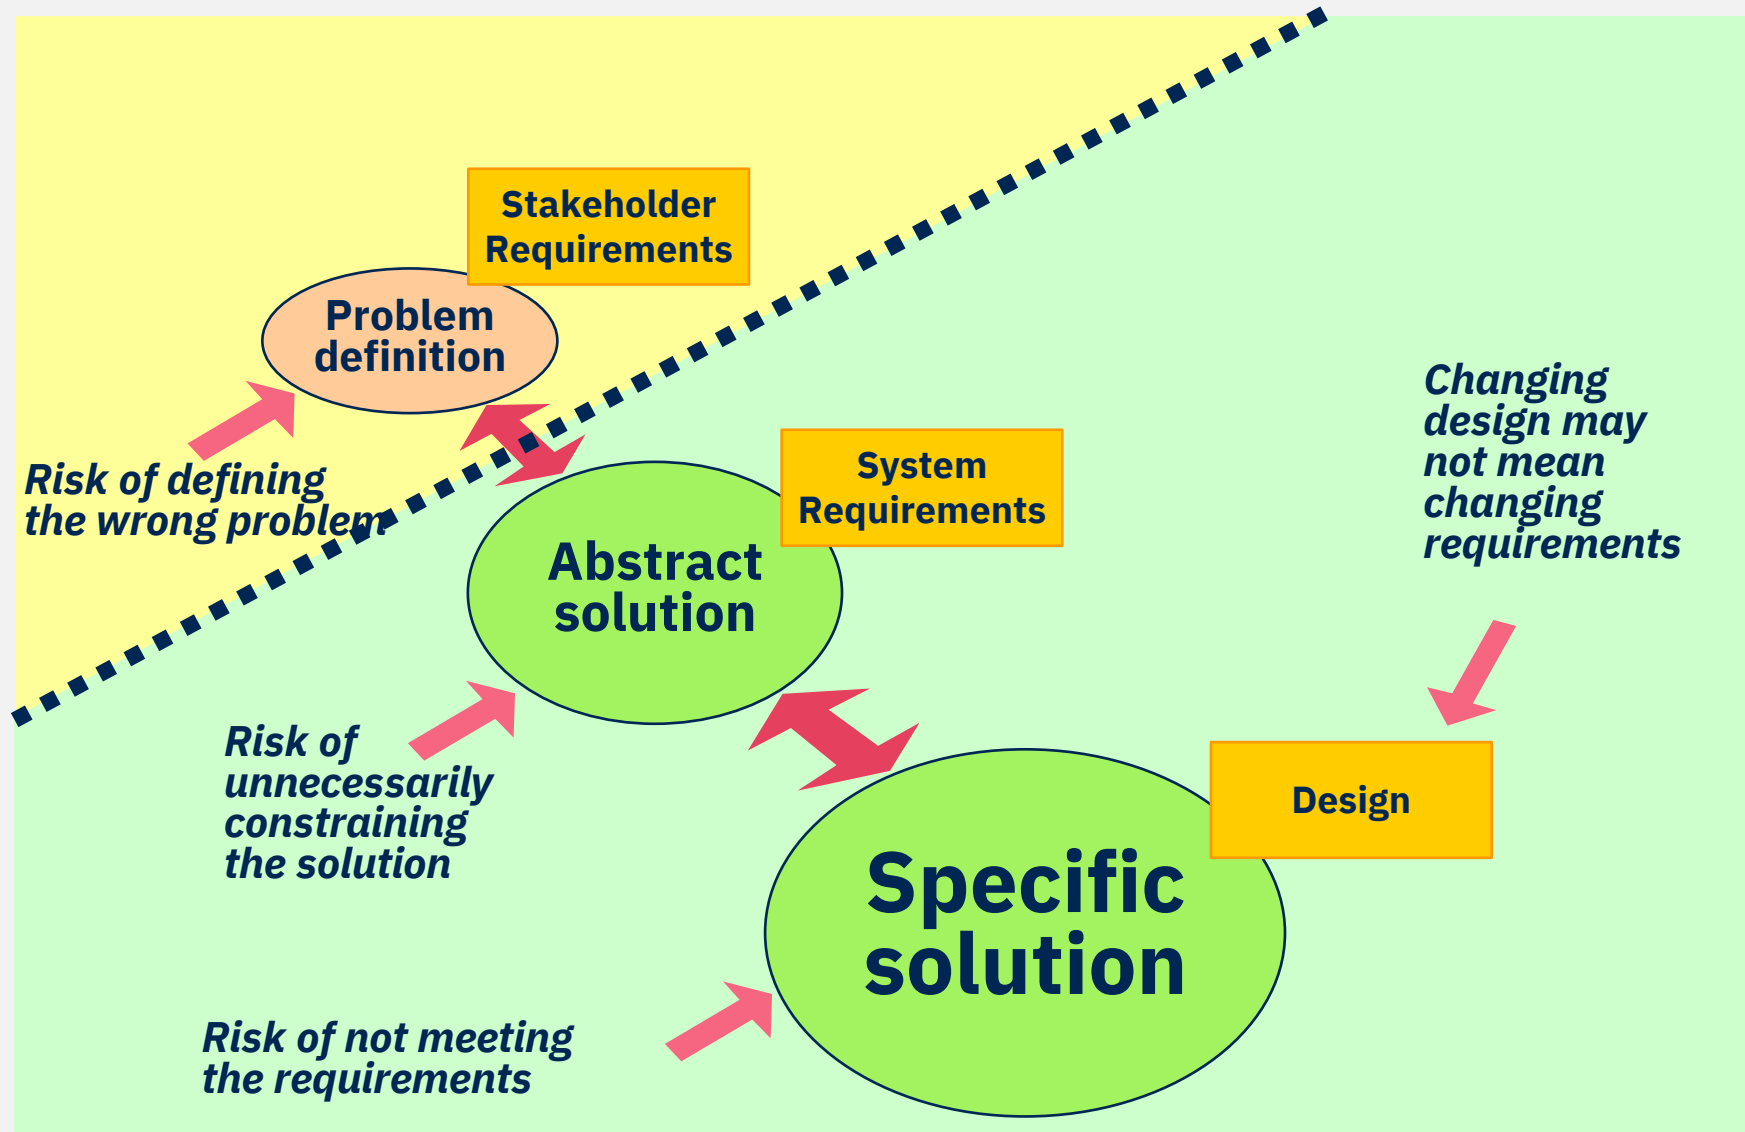 Stakeholder
Requirements
Problem
definition
Risk of defining
the wrong problem
System
Requirements
Abstract
solution
Changing
design may
not mean
changing
requirements
Risk of
unnecessarily
constraining
the solution
Design
Specific
solution
Risk of not meeting
the requirements